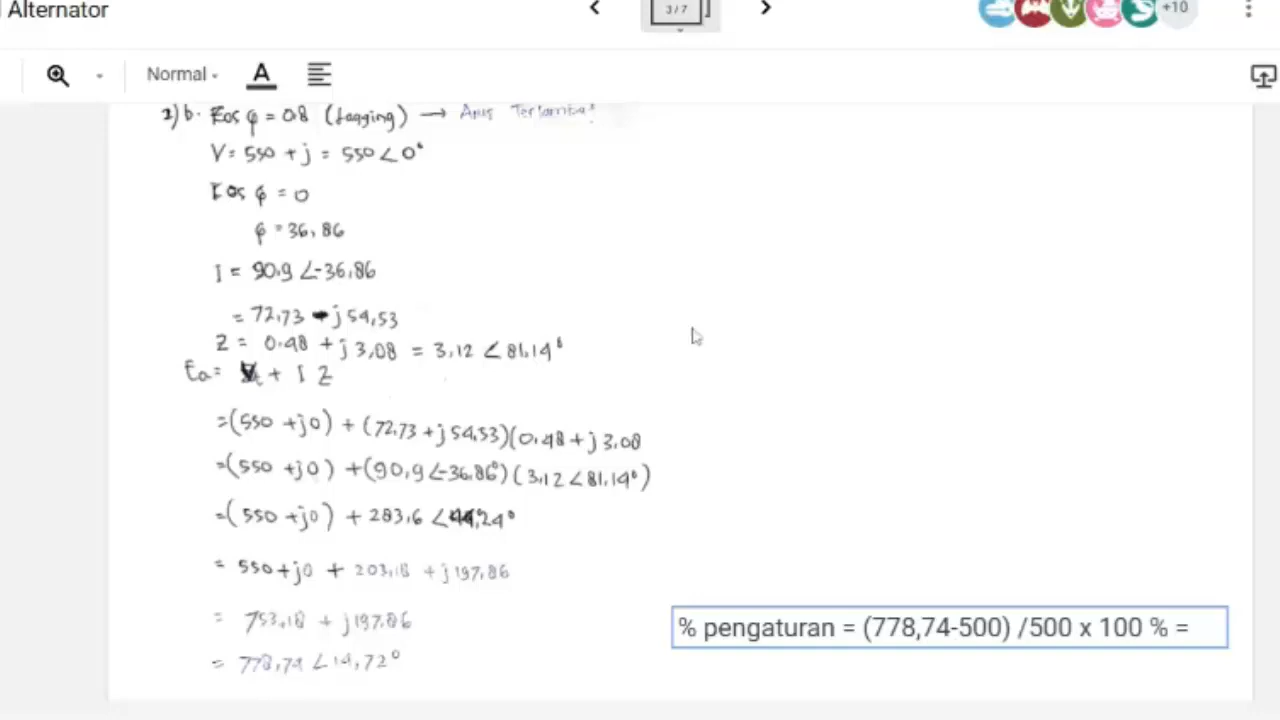 Alternator
3 / 7
+10
Normal
A
2) b. Cos φ = 0.8 (Lagging) → Arus Terlambat
V = 550 + j = 550 ∠ 0°
Cos φ = 0
φ = 36,86
I = 90.9 ∠-36,86
= 72,73 - j 54,53
Z = 0.48 + j 3,08 = 3,12 ∠ 81.14°
Ea = V + I Z
= (550 + j0) + (72,73 + j 54,53)(0.48 + j 3,08
= (550 + j0) + (90,9 ∠-36,86°) (3,12 ∠ 81,14°)
= (550 + j0) + 283,6 ∠ 44,24°
= 550 + j0 + 203,18 + j 197,86
= 753,18 + j197,86
= 778,74 ∠ 14,72°
% pengaturan = (778,74-500) /500 x 100 % =